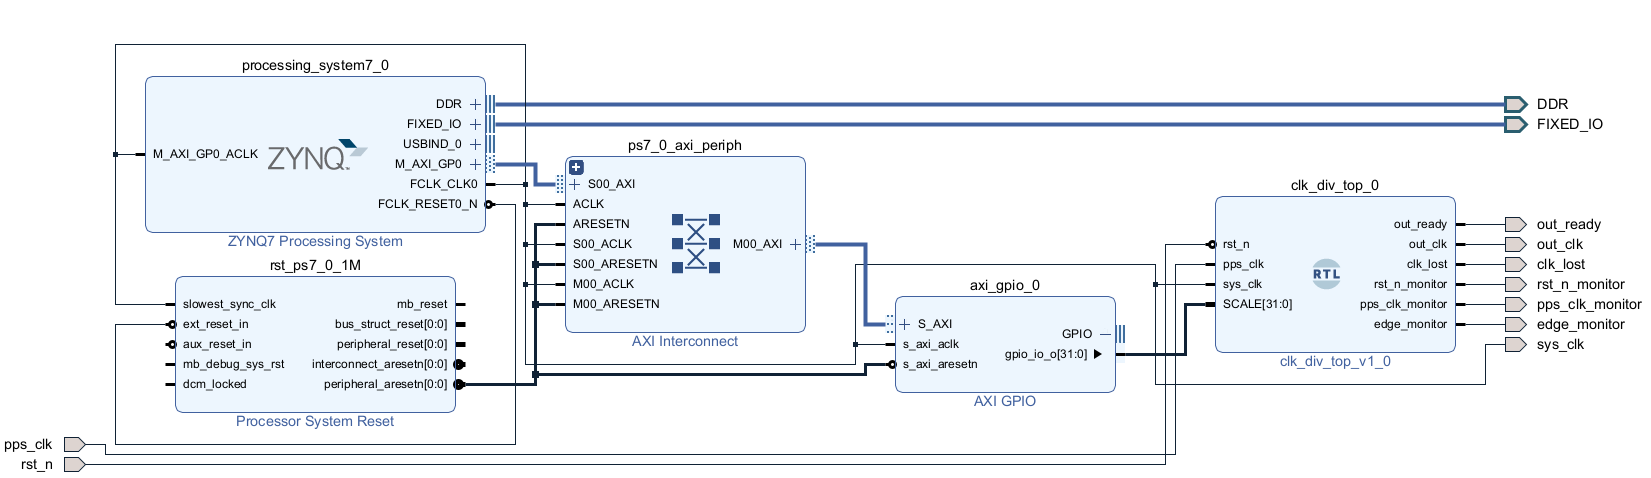 processing_system7_0
DDR
FIXED_IO
USBIND_0
M_AXI_GP0_ACLK
ZYNQ
M_AXI_GP0
FCLK_CLK0
FCLK_RESET0_N
ZYNQ7 Processing System
DDR
FIXED_IO
rst_ps7_0_1M
slowest_sync_clk
ext_reset_in
aux_reset_in
mb_debug_sys_rst
dcm_locked
mb_reset
bus_struct_reset[0:0]
peripheral_reset[0:0]
interconnect_aresetn[0:0]
peripheral_aresetn[0:0]
Processor System Reset
pps_clk
rst_n
ps7_0_axi_periph
S00_AXI
ACLK
ARESETN
S00_ACLK
S00_ARESETN
M00_ACLK
M00_ARESETN
M00_AXI
AXI Interconnect
axi_gpio_0
S_AXI
s_axi_aclk
s_axi_aresetn
GPIO
gpio_io_o[31:0]
AXI GPIO
clk_div_top_0
rst_n
pps_clk
sys_clk
SCALE[31:0]
RTL
out_ready
out_clk
clk_lost
rst_n_monitor
pps_clk_monitor
edge_monitor
clk_div_top_v1_0
out_ready
out_clk
clk_lost
rst_n_monitor
pps_clk_monitor
edge_monitor
sys_clk